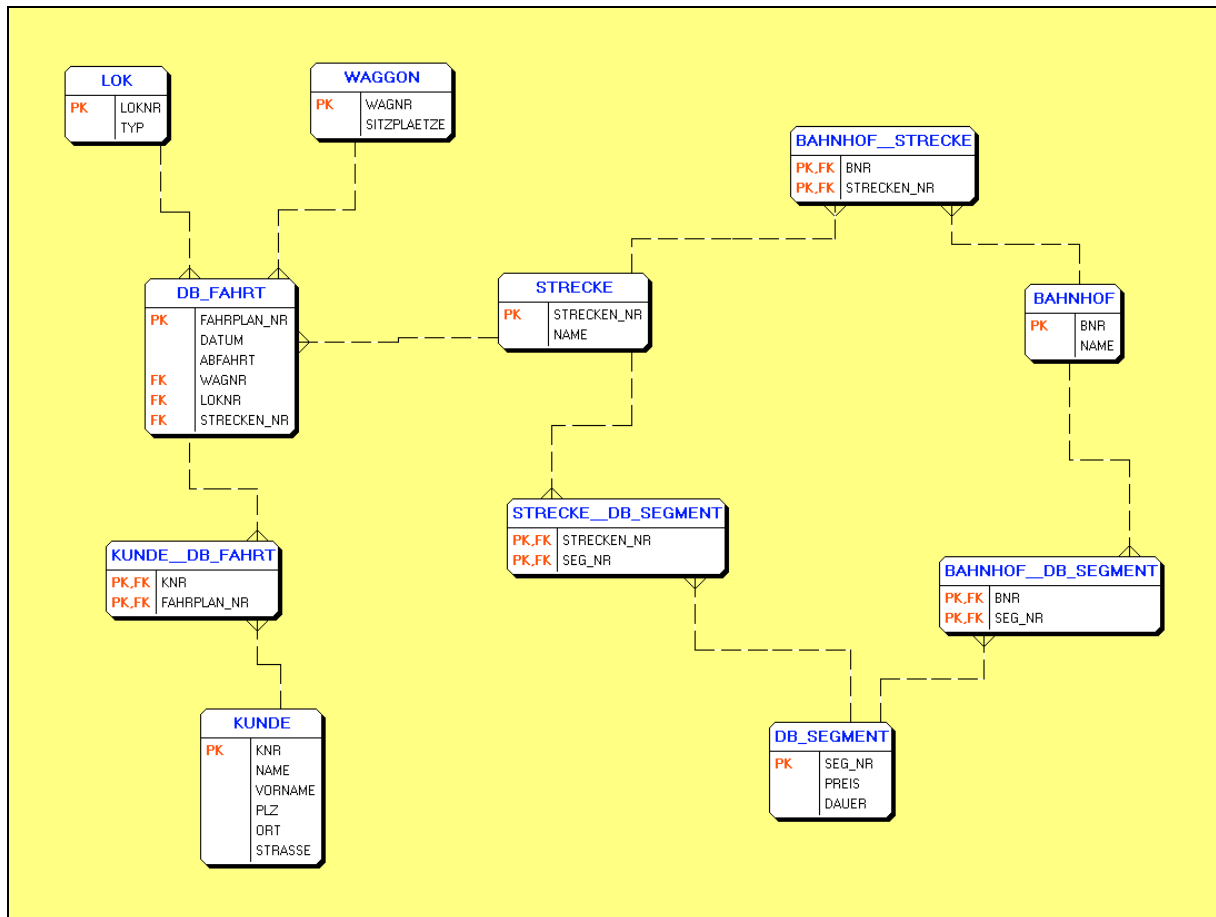 LOK
PK LOKNR
TYP
WAGGON
PK WAGNR
SITZPLAETZE
BAHNHOF__STRECKE
PK,FK BNR
PK,FK STRECKEN_NR
DB_FAHRT
PK FAHRPLAN_NR
DATUM
ABFAHRT
FK WAGNR
FK LOKNR
FK STRECKEN_NR
STRECKE
PK STRECKEN_NR
NAME
BAHNHOF
PK BNR
NAME
STRECKE__DB_SEGMENT
PK,FK STRECKEN_NR
PK,FK SEG_NR
KUNDE__DB_FAHRT
PK,FK KNR
PK,FK FAHRPLAN_NR
BAHNHOF__DB_SEGMENT
PK,FK BNR
PK,FK SEG_NR
KUNDE
PK KNR
NAME
VORNAME
PLZ
ORT
STRASSE
DB_SEGMENT
PK SEG_NR
PREIS
DAUER